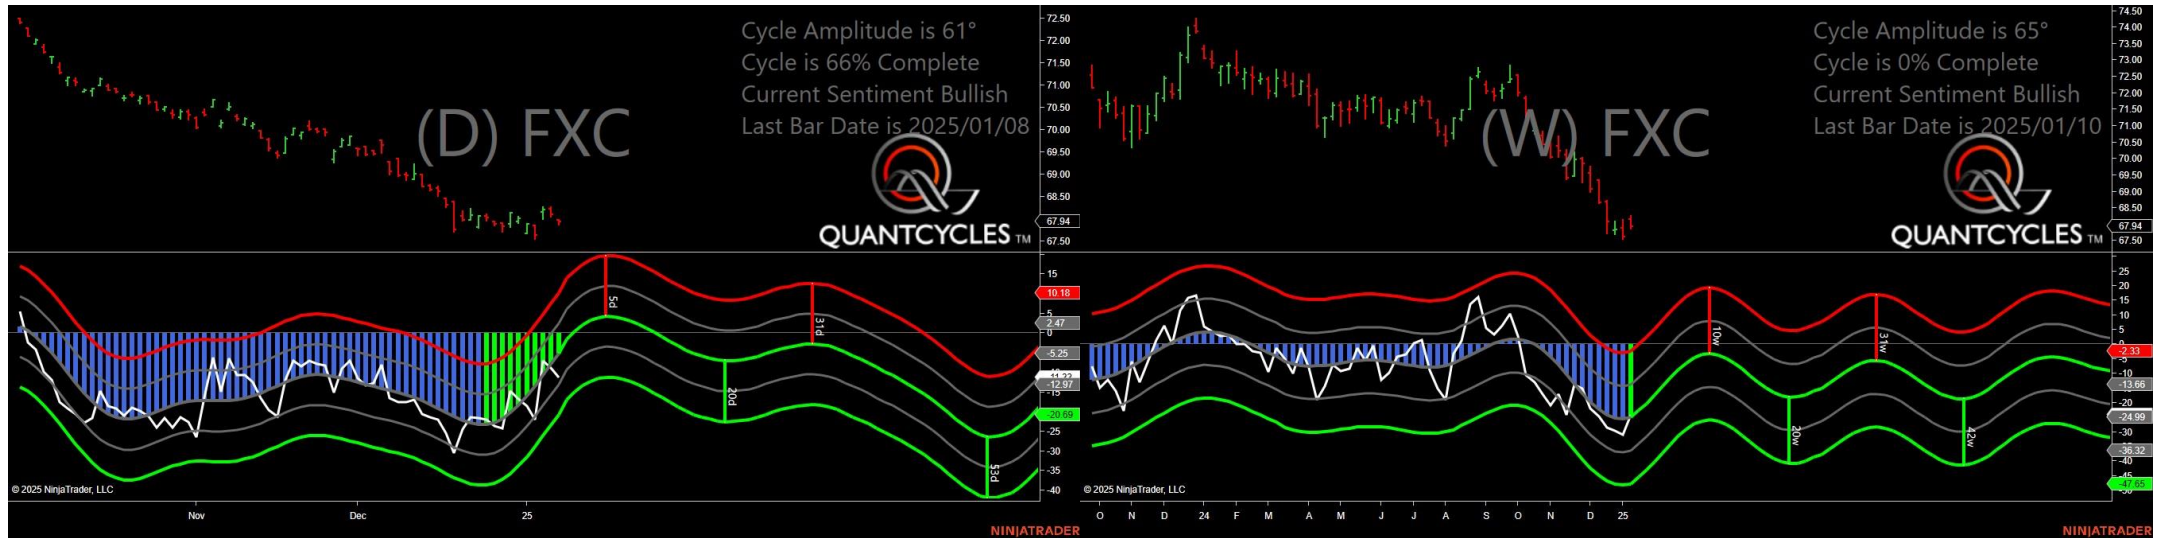 Cycle Amplitude is 61°
Cycle is 66% Complete
Current Sentiment Bullish
Last Bar Date is 2025/01/08
(D) FXC
QUANTCYCLES TM
72.50
72.00
71.50
71.00
70.50
70.00
69.50
69.00
68.50
67.94
67.50
15
10.18
5
2.47
0
-5.25
-12.97
-15
-20.69
-25
-30
-35
-40
5d
20d
31d
53d
© 2025 NinjaTrader, LLC
Nov
Dec
25
NINJATRADER
Cycle Amplitude is 65°
Cycle is 0% Complete
Current Sentiment Bullish
Last Bar Date is 2025/01/10
(W) FXC
QUANTCYCLES TM
74.50
74.00
73.50
73.00
72.50
72.00
71.50
71.00
70.50
70.00
69.50
69.00
68.50
67.94
67.50
25
20
15
10
5
-2.33
-5
-10
-13.66
-20
-24.99
-30
-36.32
-40
-47.65
10w
20w
31w
42w
© 2025 NinjaTrader, LLC
O N D 24 F M A M J J A S O N D 25
NINJATRADER